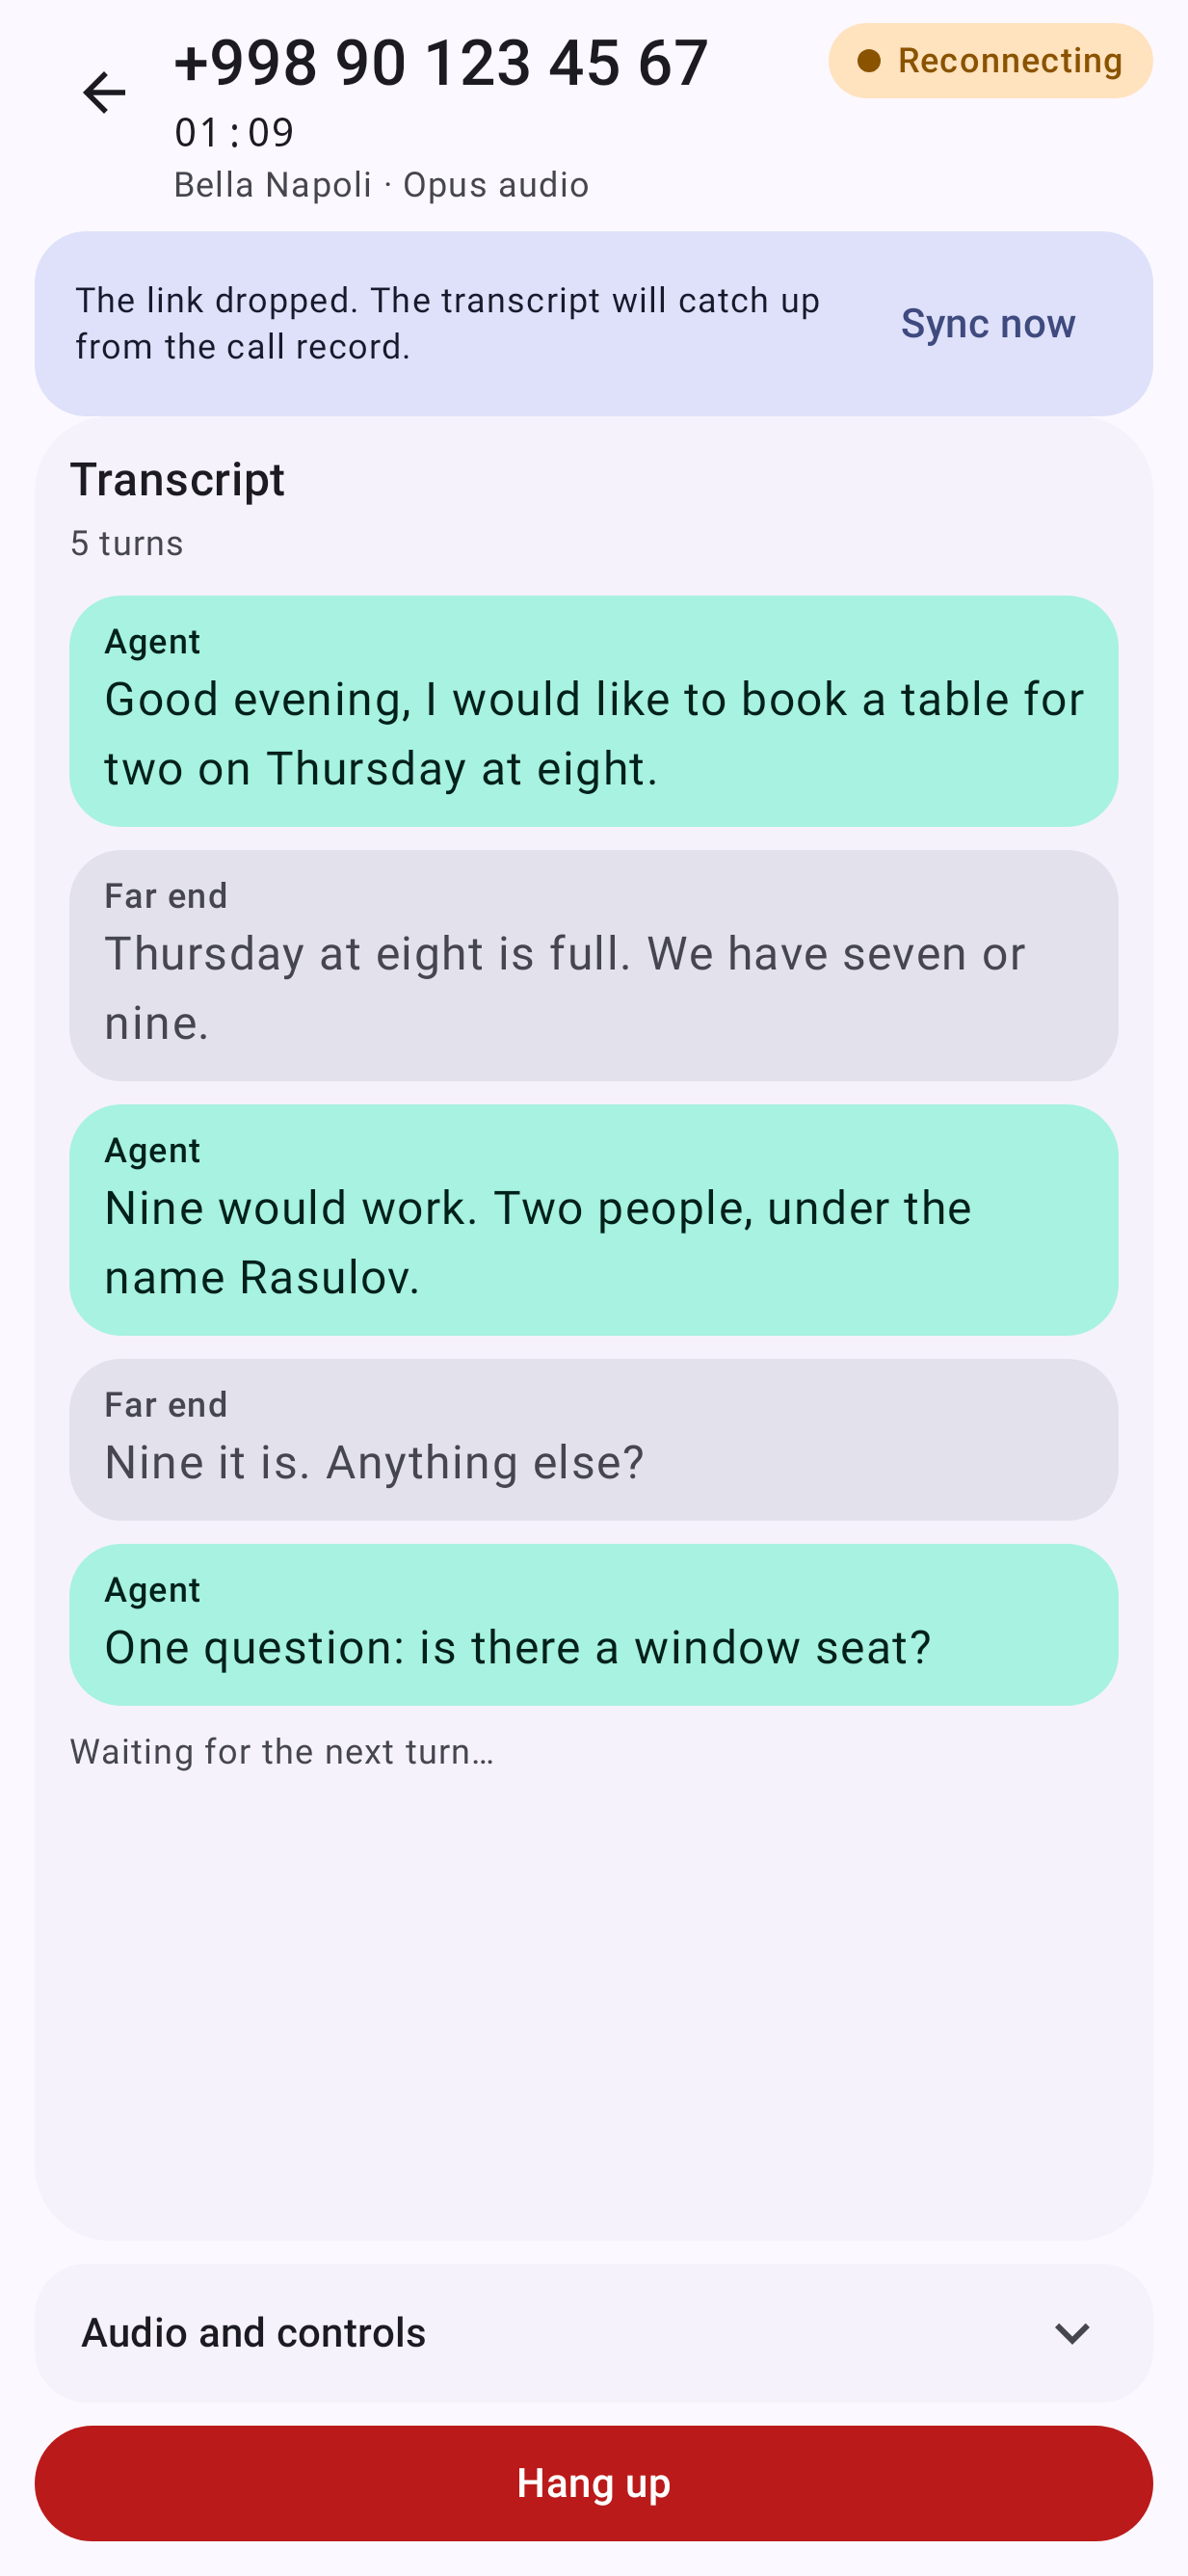 +998 90 123 45 67
Reconnecting
01:09
Bella Napoli · Opus audio
The link dropped. The transcript will catch up
from the call record.
Sync now
Transcript
5 turns
Agent
Good evening, I would like to book a table for
two on Thursday at eight.
Far end
Thursday at eight is full. We have seven or
nine.
Agent
Nine would work. Two people, under the
name Rasulov.
Far end
Nine it is. Anything else?
Agent
One question: is there a window seat?
Waiting for the next turn…
Audio and controls
Hang up